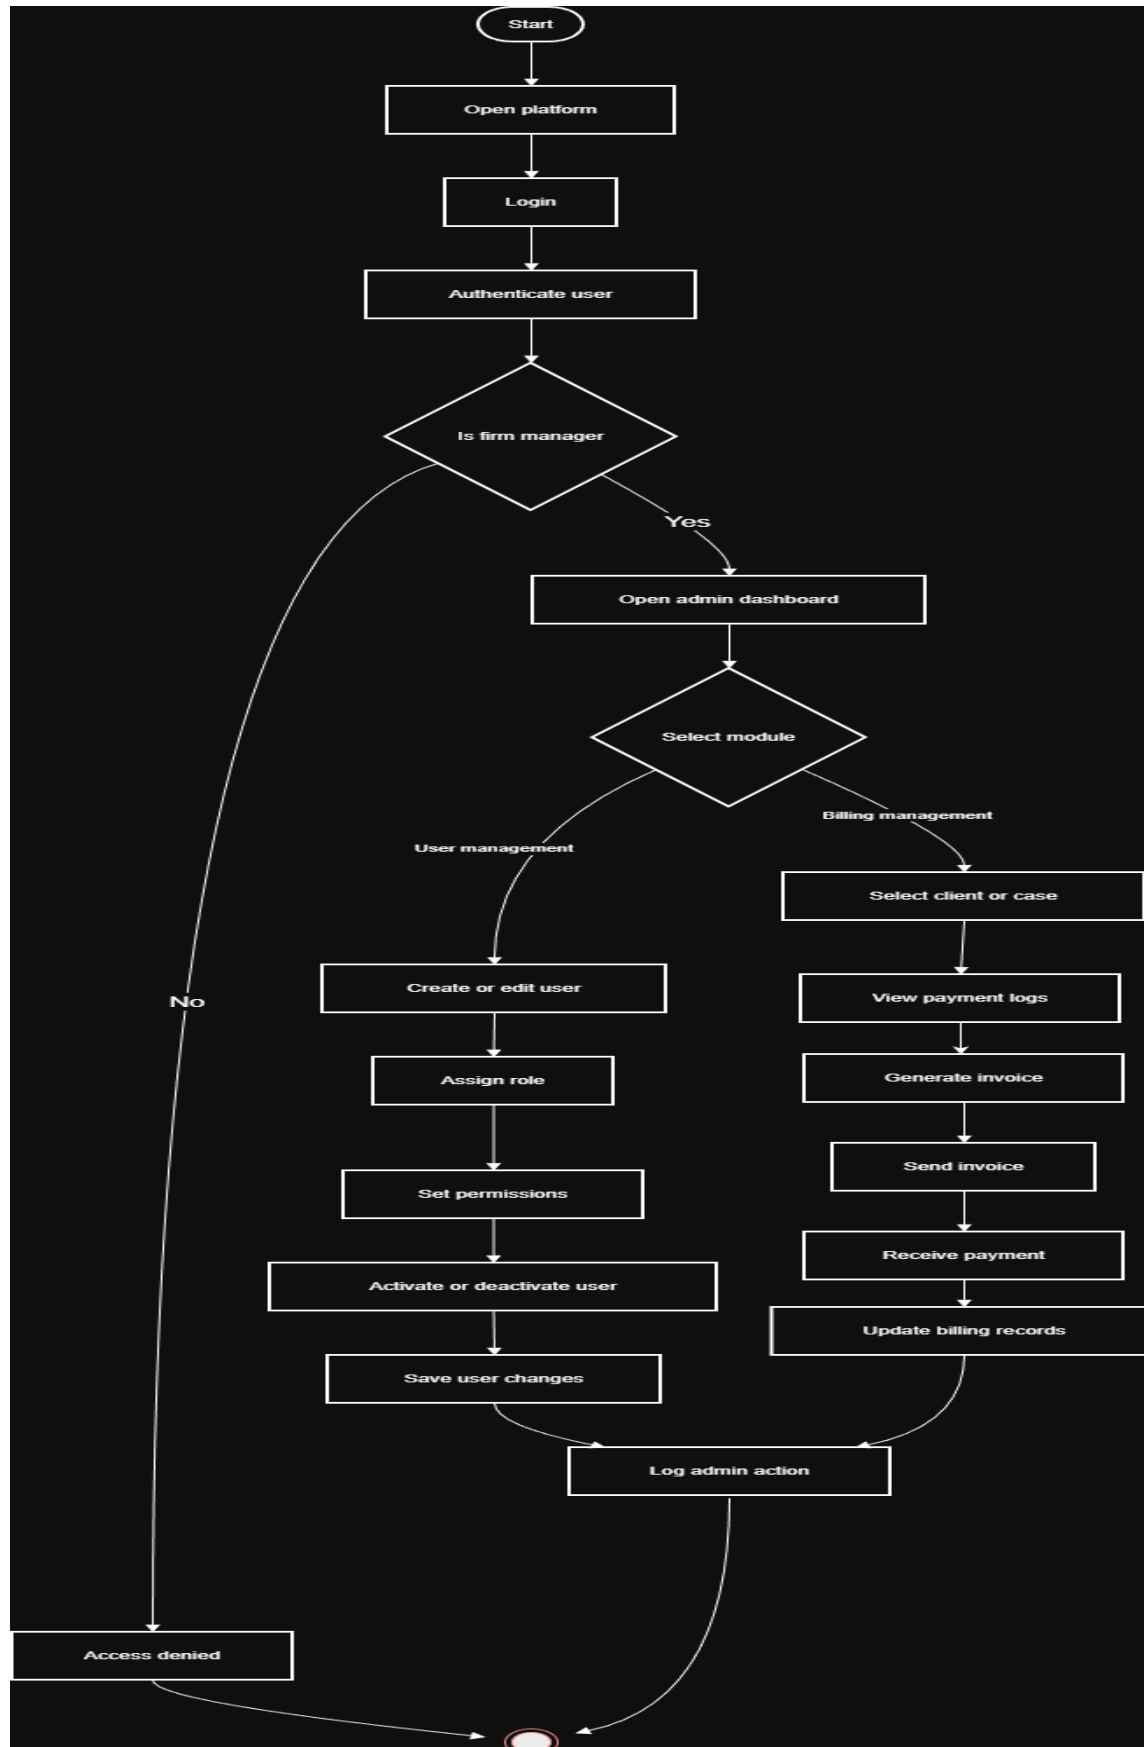 Start
Open platform
Login
Authenticate user
Is firm manager
Yes
Open admin dashboard
Select module
Billing management
User management
Select client or case
Create or edit user
View payment logs
No
Assign role
Generate invoice
Send invoice
Set permissions
Receive payment
Activate or deactivate user
Update billing records
Save user changes
Log admin action
Access denied